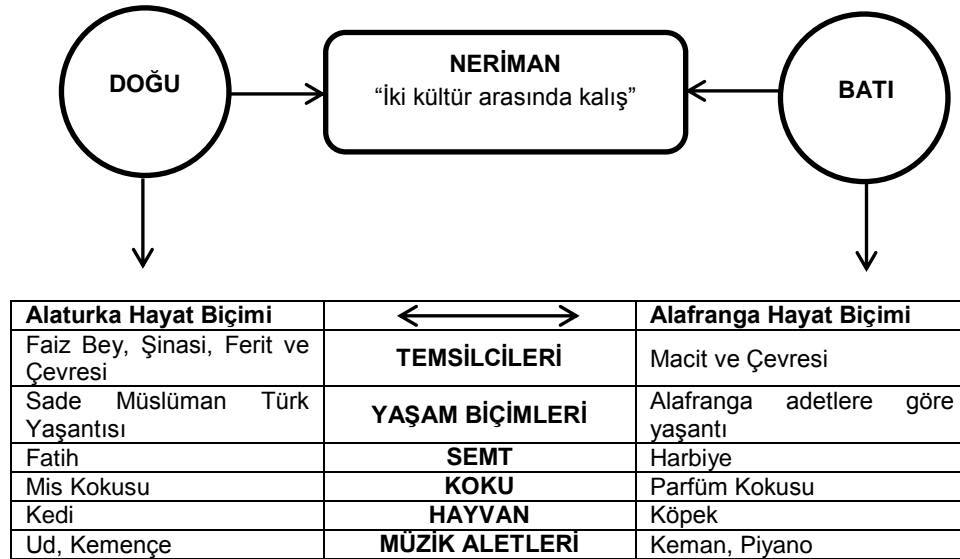 DOĞU
NERİMAN
“İki kültür arasında kalış”
BATI
Alaturka Hayat Biçimi
Alafranga Hayat Biçimi
Faiz Bey, Şinasi, Ferit ve
Çevresi
TEMSİLCİLERİ
Macit ve Çevresi
Sade Müslüman Türk
Yaşantısı
YAŞAM BİÇİMLERİ
Alafranga adetlere göre
yaşantı
Fatih
SEMT
Harbiye
Mis Kokusu
KOKU
Parfüm Kokusu
Kedi
HAYVAN
Köpek
Ud, Kemençe
MÜZİK ALETLERİ
Keman, Piyano